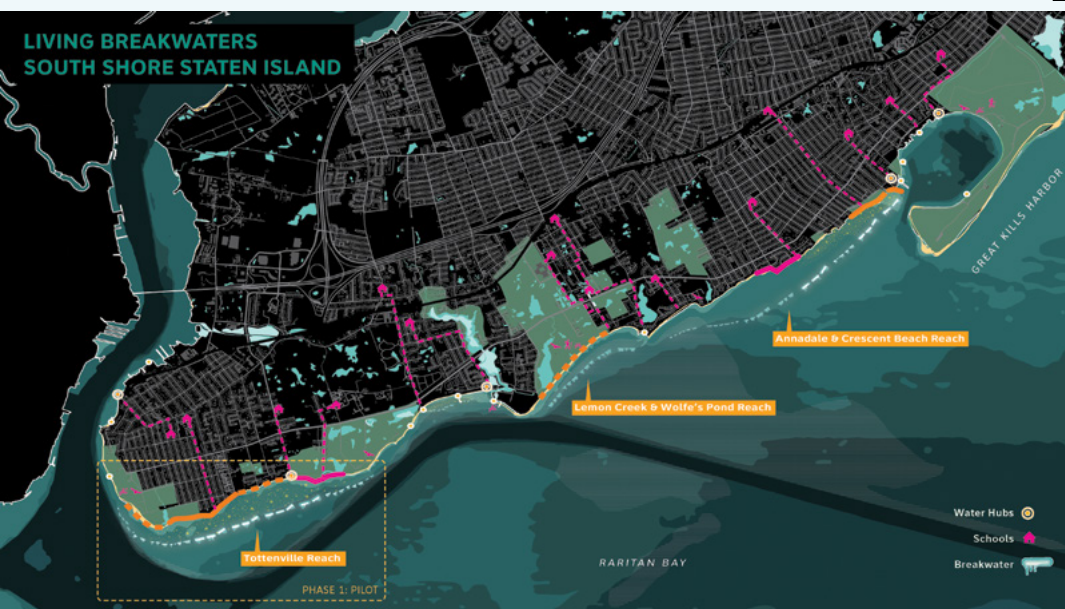 LIVING BREAKWATERS
SOUTH SHORE STATEN ISLAND
GREAT KILLS HARBOR
Annadale & Crescent Beach Reach
Lemon Creek & Wolfe's Pond Reach
Water Hubs
Schools
Breakwater
Tottenville Reach
RARITAN BAY
PHASE 1: PILOT